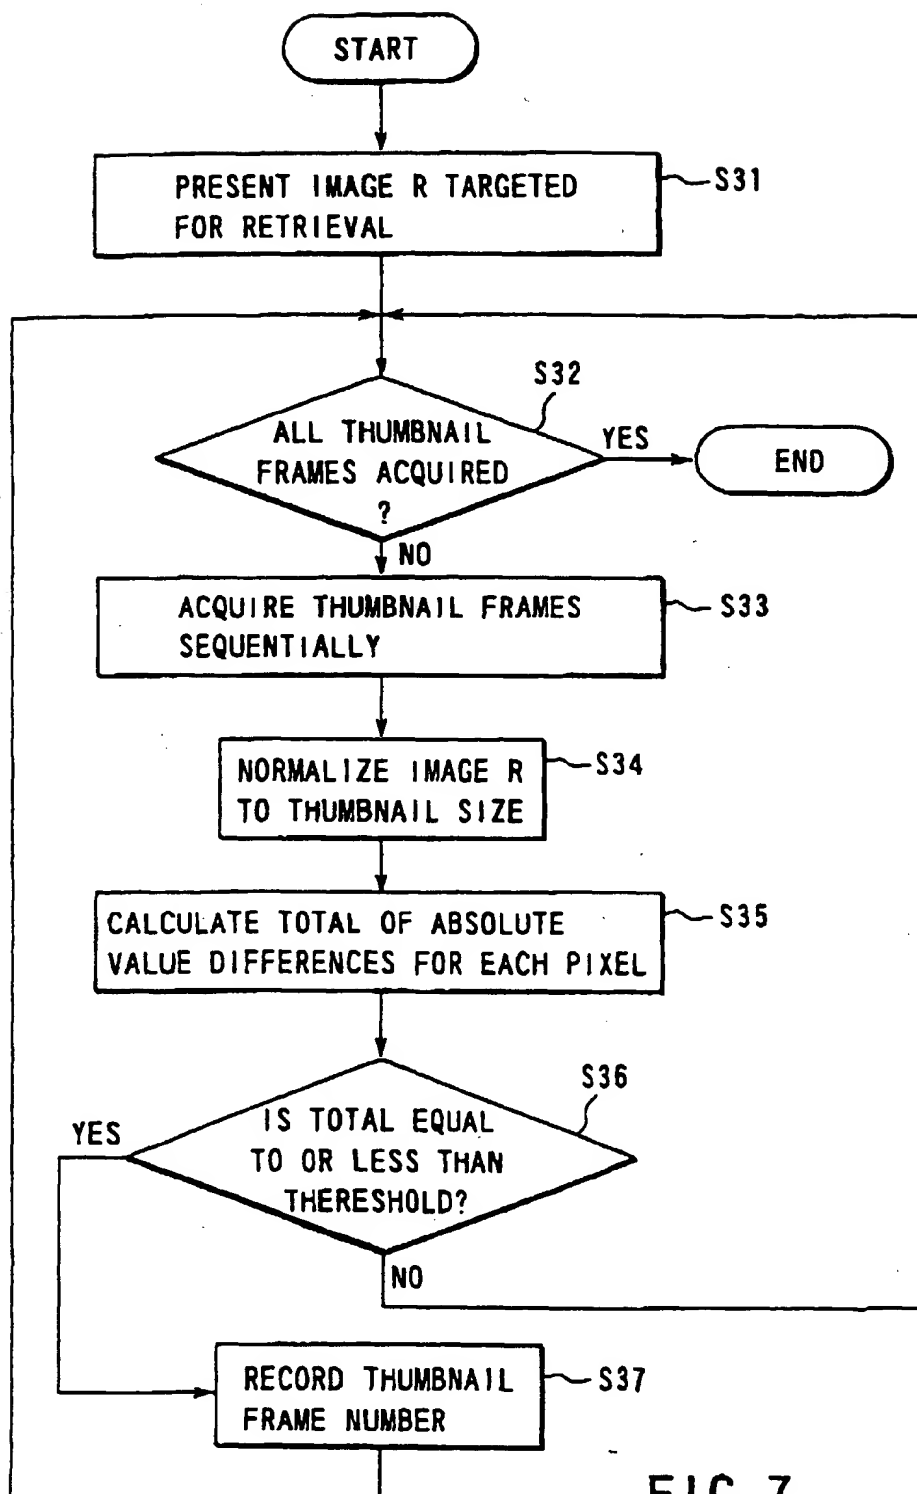 START
PRESENT IMAGE R TARGETED
FOR RETRIEVAL
S31
S32
ALL THUMBNAIL
FRAMES ACQUIRED
?
YES
END
NO
ACQUIRE THUMBNAIL FRAMES
SEQUENTIALLY
S33
NORMALIZE IMAGE R
TO THUMBNAIL SIZE
S34
CALCULATE TOTAL OF ABSOLUTE
VALUE DIFFERENCES FOR EACH PIXEL
S35
S36
IS TOTAL EQUAL
TO OR LESS THAN
THERESHOLD?
YES
NO
RECORD THUMBNAIL
FRAME NUMBER
S37
FIG. 7